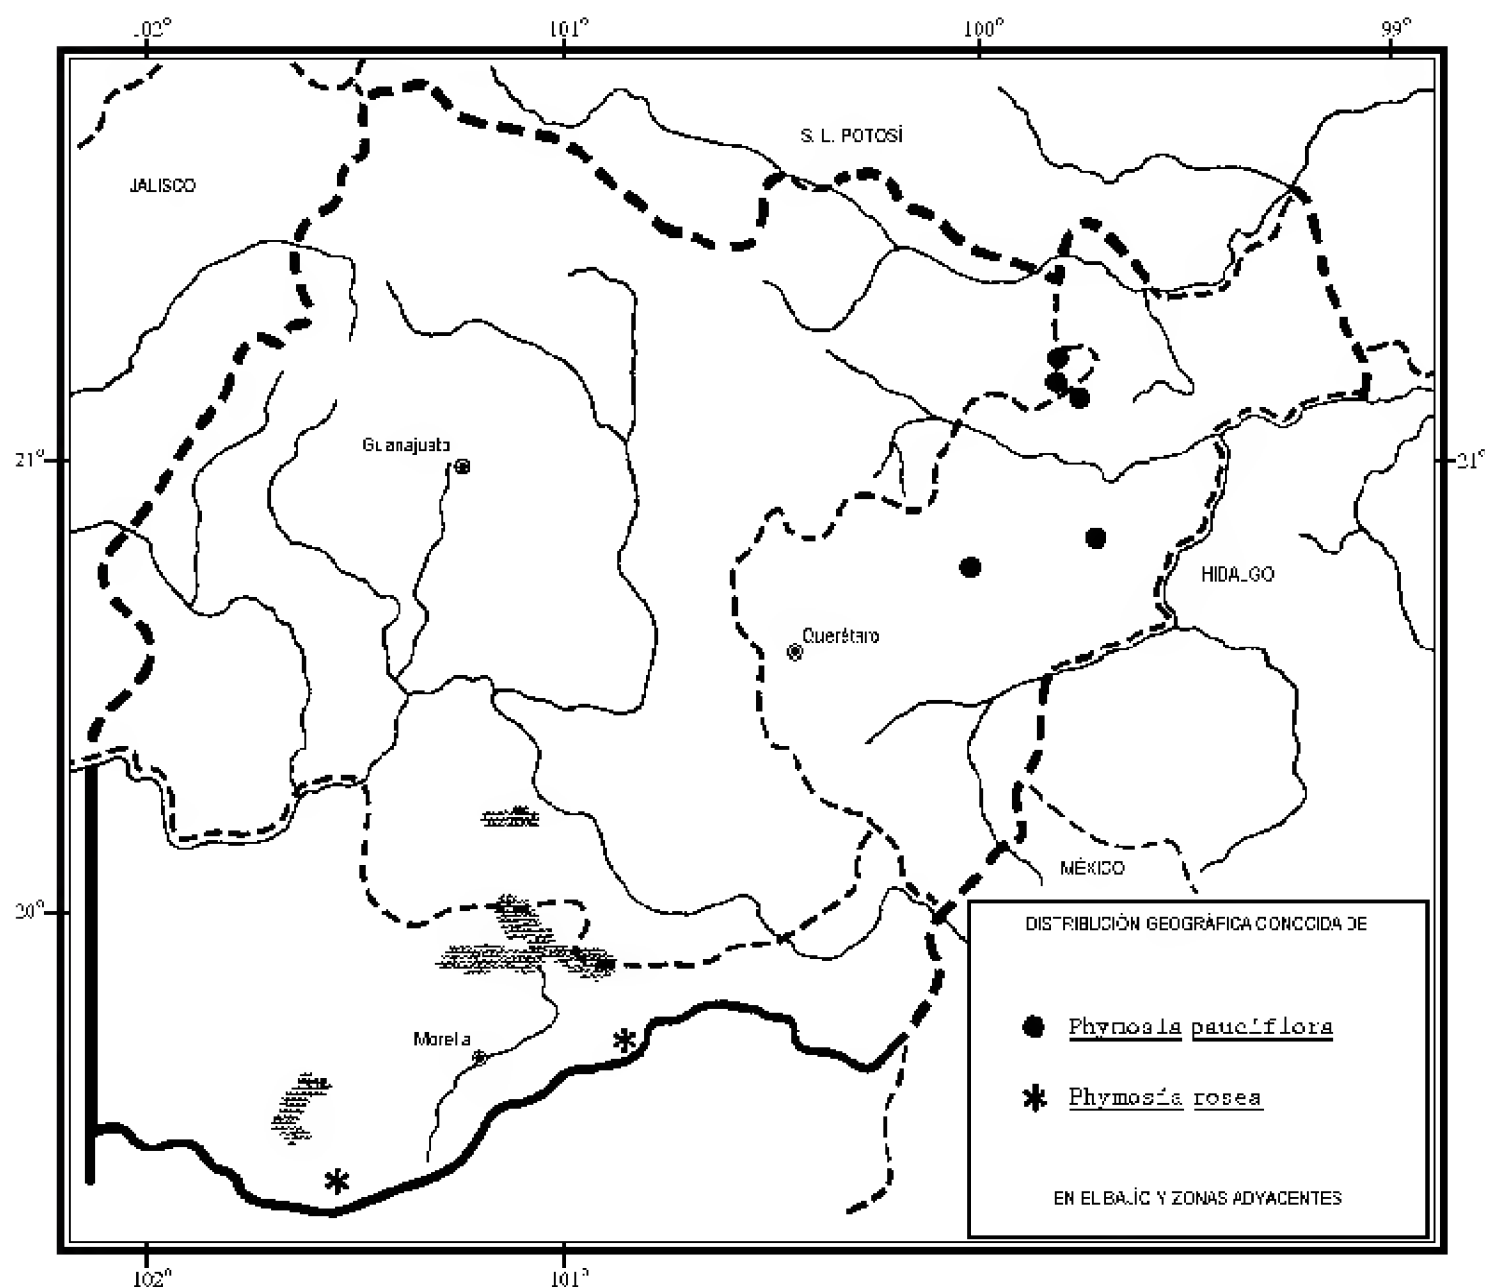 102°
101°
100°
99°
S. L. POTOSÍ
JALISCO
Guanajuato
21°
21°
HIDALGO
Querétaro
MÉXICO
20°
DISTRIBUCIÓN GEOGRÁFICA CONOCIDA DE
Phymosia pauciflora
Morelia
Phymosia rosea
EN EL BAJÍO Y ZONAS ADYACENTES
102°
101°